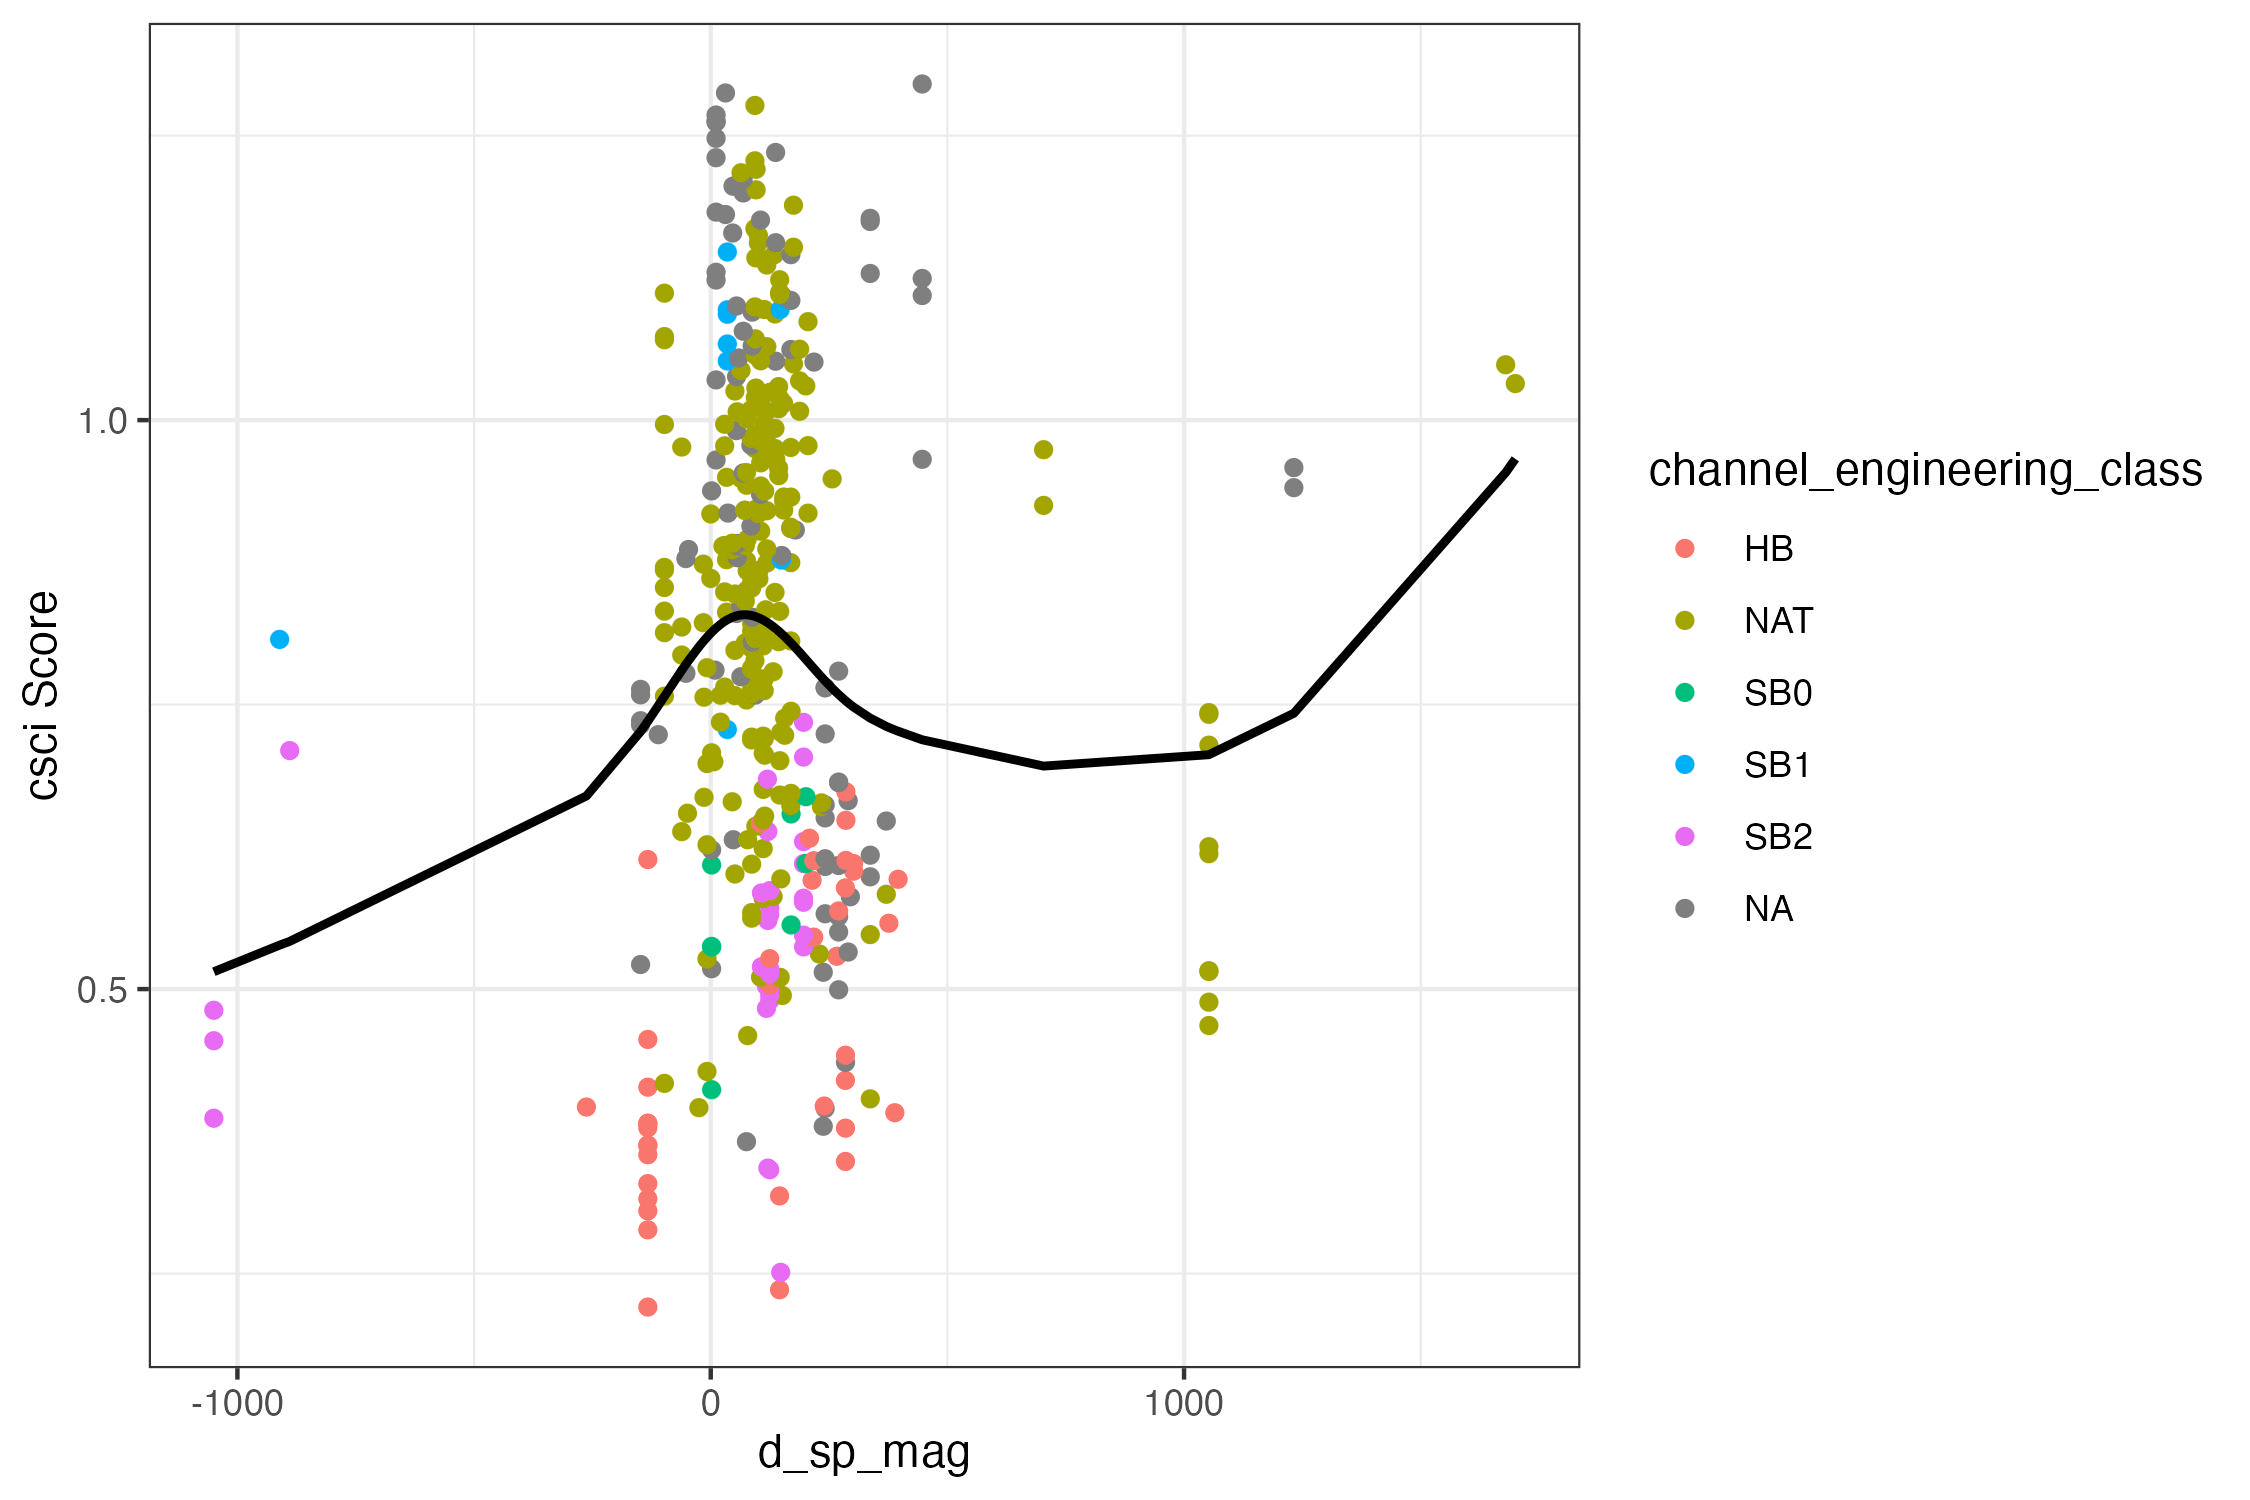 csci Score
1.0
0.5
-1000
0
1000
d_sp_mag
channel_engineering_class
HB
NAT
SB0
SB1
SB2
NA